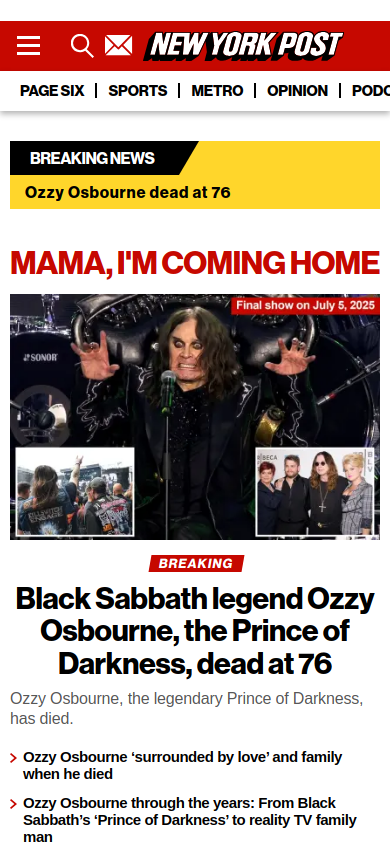 NEW YORK POST
PAGE SIX
SPORTS
METRO
OPINION
PODC
BREAKING NEWS
Ozzy Osbourne dead at 76
MAMA, I'M COMING HOME
Final show on July 5, 2025
SONOR
BREAKING
Black Sabbath legend Ozzy
Osbourne, the Prince of
Darkness, dead at 76
Ozzy Osbourne, the legendary Prince of Darkness,
has died.
Ozzy Osbourne ‘surrounded by love’ and family
when he died
Ozzy Osbourne through the years: From Black
Sabbath’s ‘Prince of Darkness’ to reality TV family
man